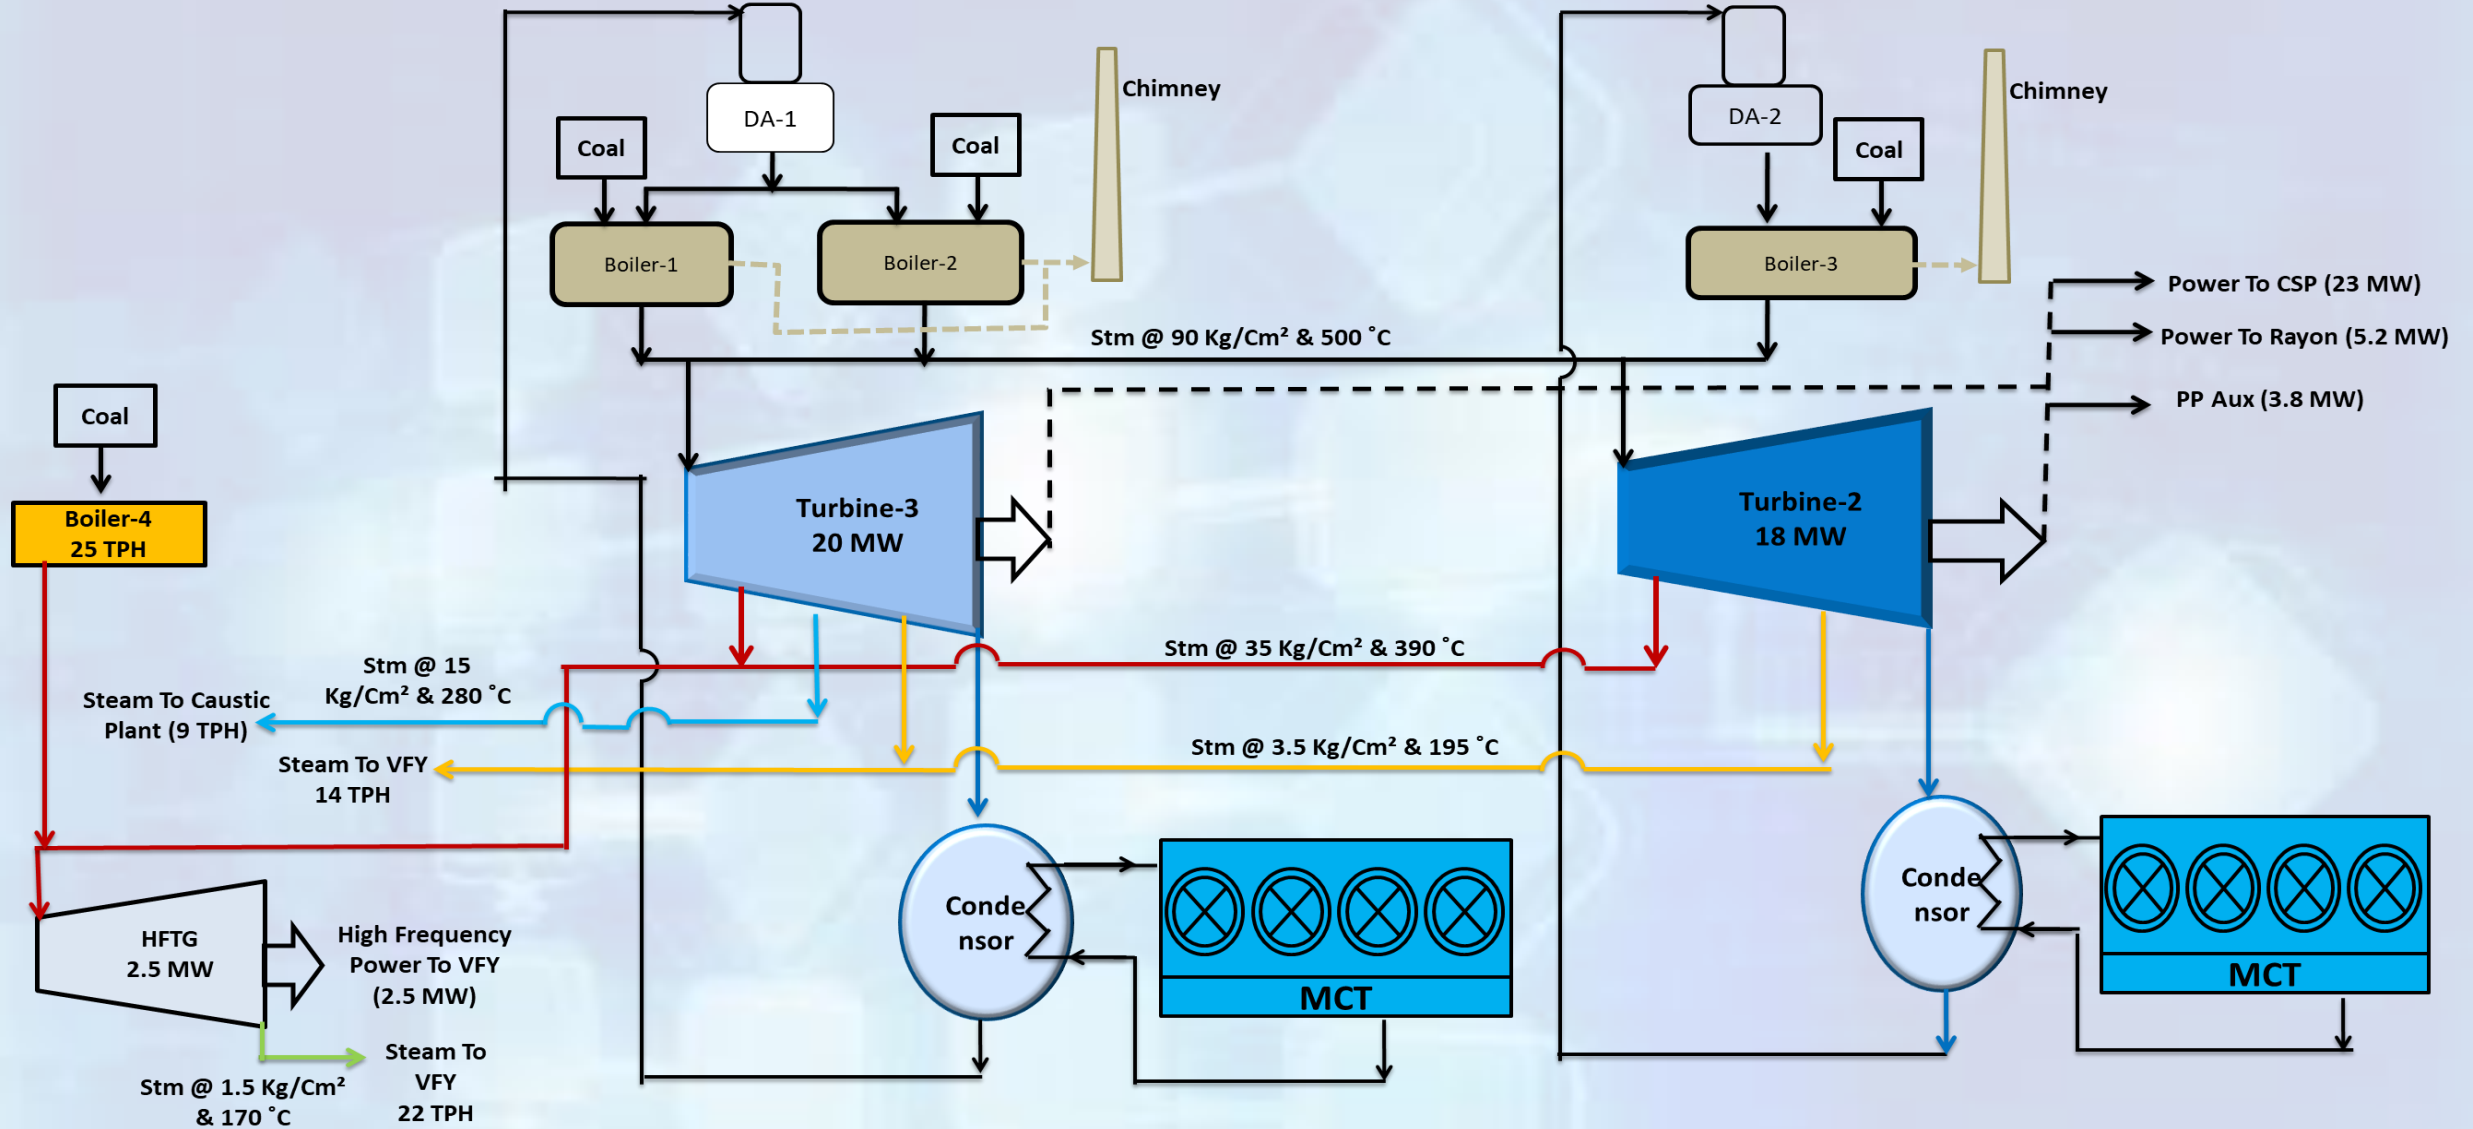 Chimney
Chimney
DA-1
DA-2
Coal
Coal
Coal
Boiler-1
Boiler-2
Boiler-3
Power To CSP (23 MW)
Stm @ 90 Kg/Cm² & 500 ˚C
Power To Rayon (5.2 MW)
PP Aux (3.8 MW)
Coal
Boiler-4
25 TPH
Turbine-3
20 MW
Turbine-2
18 MW
Stm @ 35 Kg/Cm² & 390 ˚C
Stm @ 15
Kg/Cm² & 280 ˚C
Steam To Caustic
Plant (9 TPH)
Stm @ 3.5 Kg/Cm² & 195 ˚C
Steam To VFY
14 TPH
Conde
nsor
Conde
nsor
MCT
MCT
HFTG
2.5 MW
High Frequency
Power To VFY
(2.5 MW)
Steam To
VFY
22 TPH
Stm @ 1.5 Kg/Cm²
& 170 ˚C